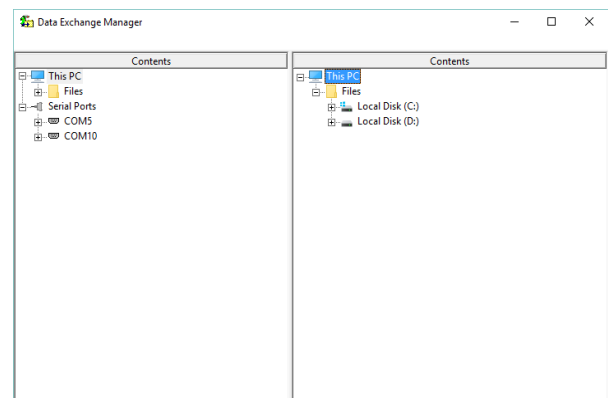 Data Exchange Manager
Contents
This PC
Files
Serial Ports
COM5
COM10
Contents
This PC
Files
Local Disk (C:)
Local Disk (D:)